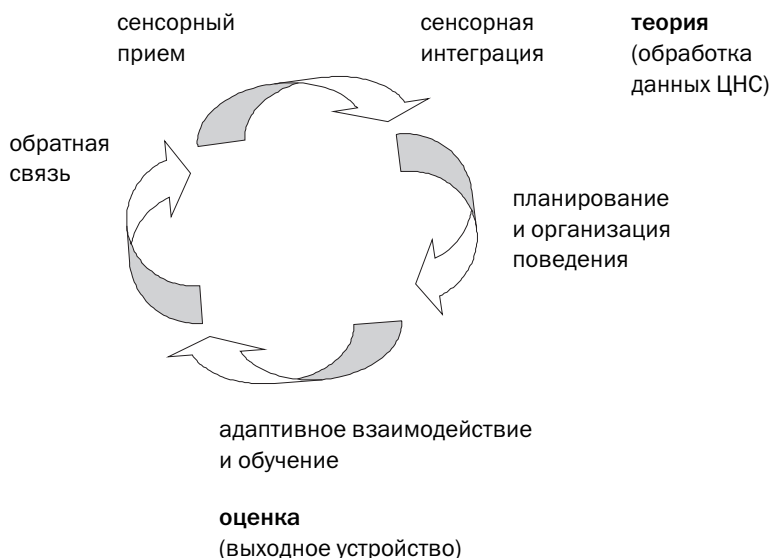 сенсорный
прием
сенсорная
интеграция
теория
(обработка
данных ЦНС)
обратная
связь
планирование
и организация
поведения
адаптивное взаимодействие
и обучение
оценка
(выходное устройство)